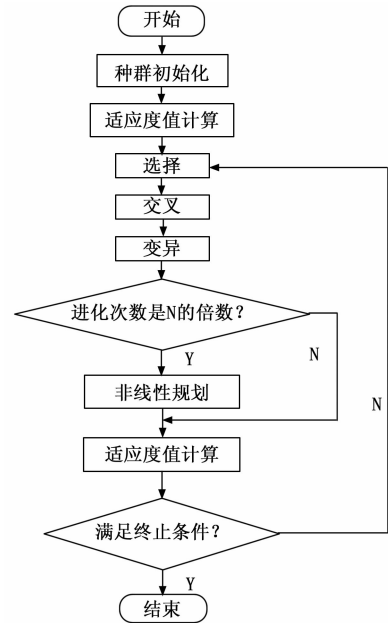 开始
种群初始化
适应度值计算
选择
交叉
变异
进化次数是N的倍数？
Y
N
非线性规划
N
适应度值计算
满足终止条件？
Y
结束